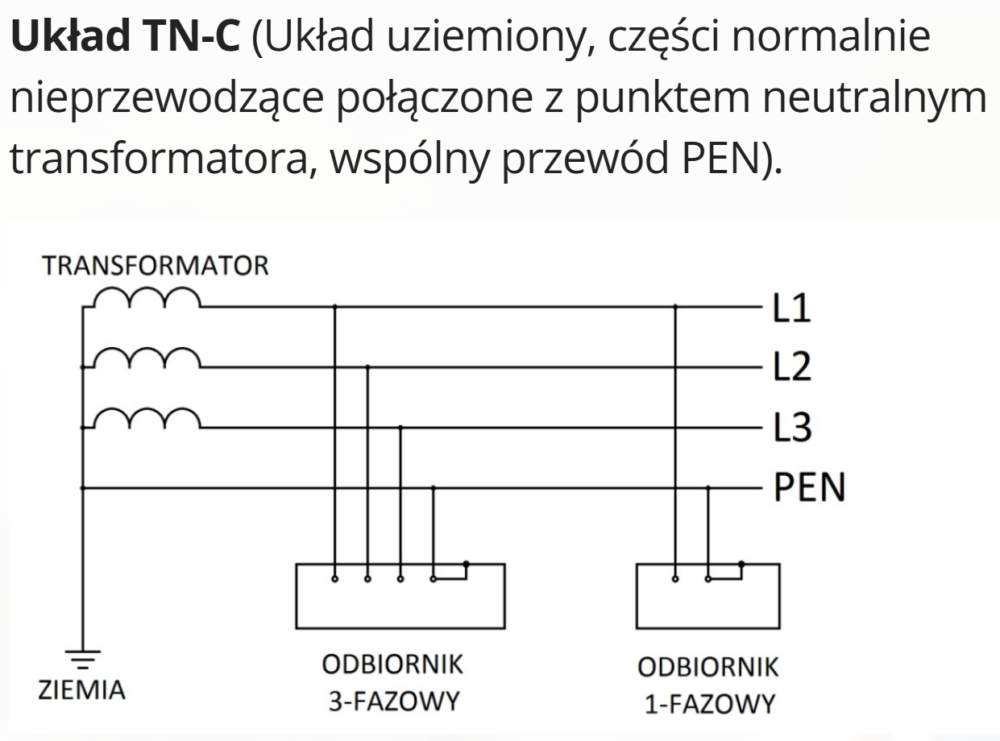 Układ TN-C (Układ uziemiony, części normalnie
nieprzewodzące połączone z punktem neutralnym
transformatora, wspólny przewód PEN).
TRANSFORMATOR
L1
L2
L3
PEN
ZIEMIA
ODBIORNIK
3-FAZOWY
ODBIORNIK
1-FAZOWY